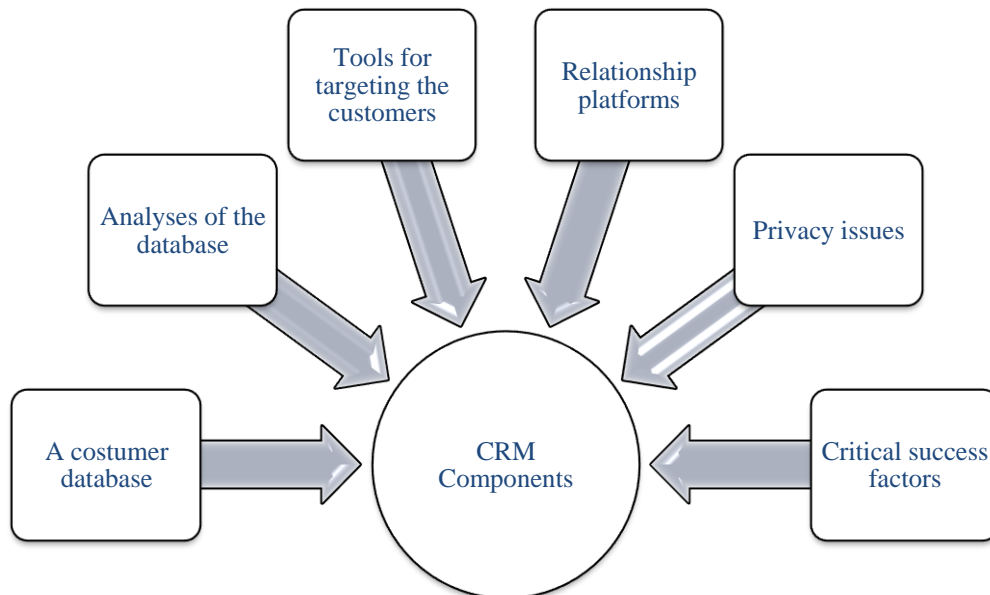 Tools for
targeting the
customers
Relationship
platforms
Analyses of the
database
Privacy issues
A costumer
database
CRM
Components
Critical success
factors